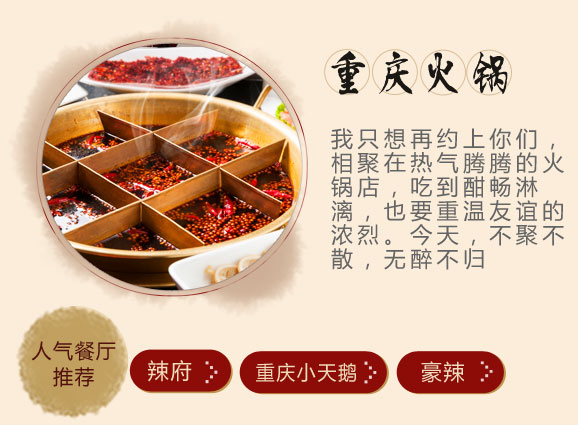 重庆火锅
我只想再约上你们，
相聚在热气腾腾的火
锅店，吃到酣畅淋
漓，也要重温友谊的
浓烈。今天，不聚不
散，无醉不归
人气餐厅
推荐
辣府
重庆小天鹅
豪辣